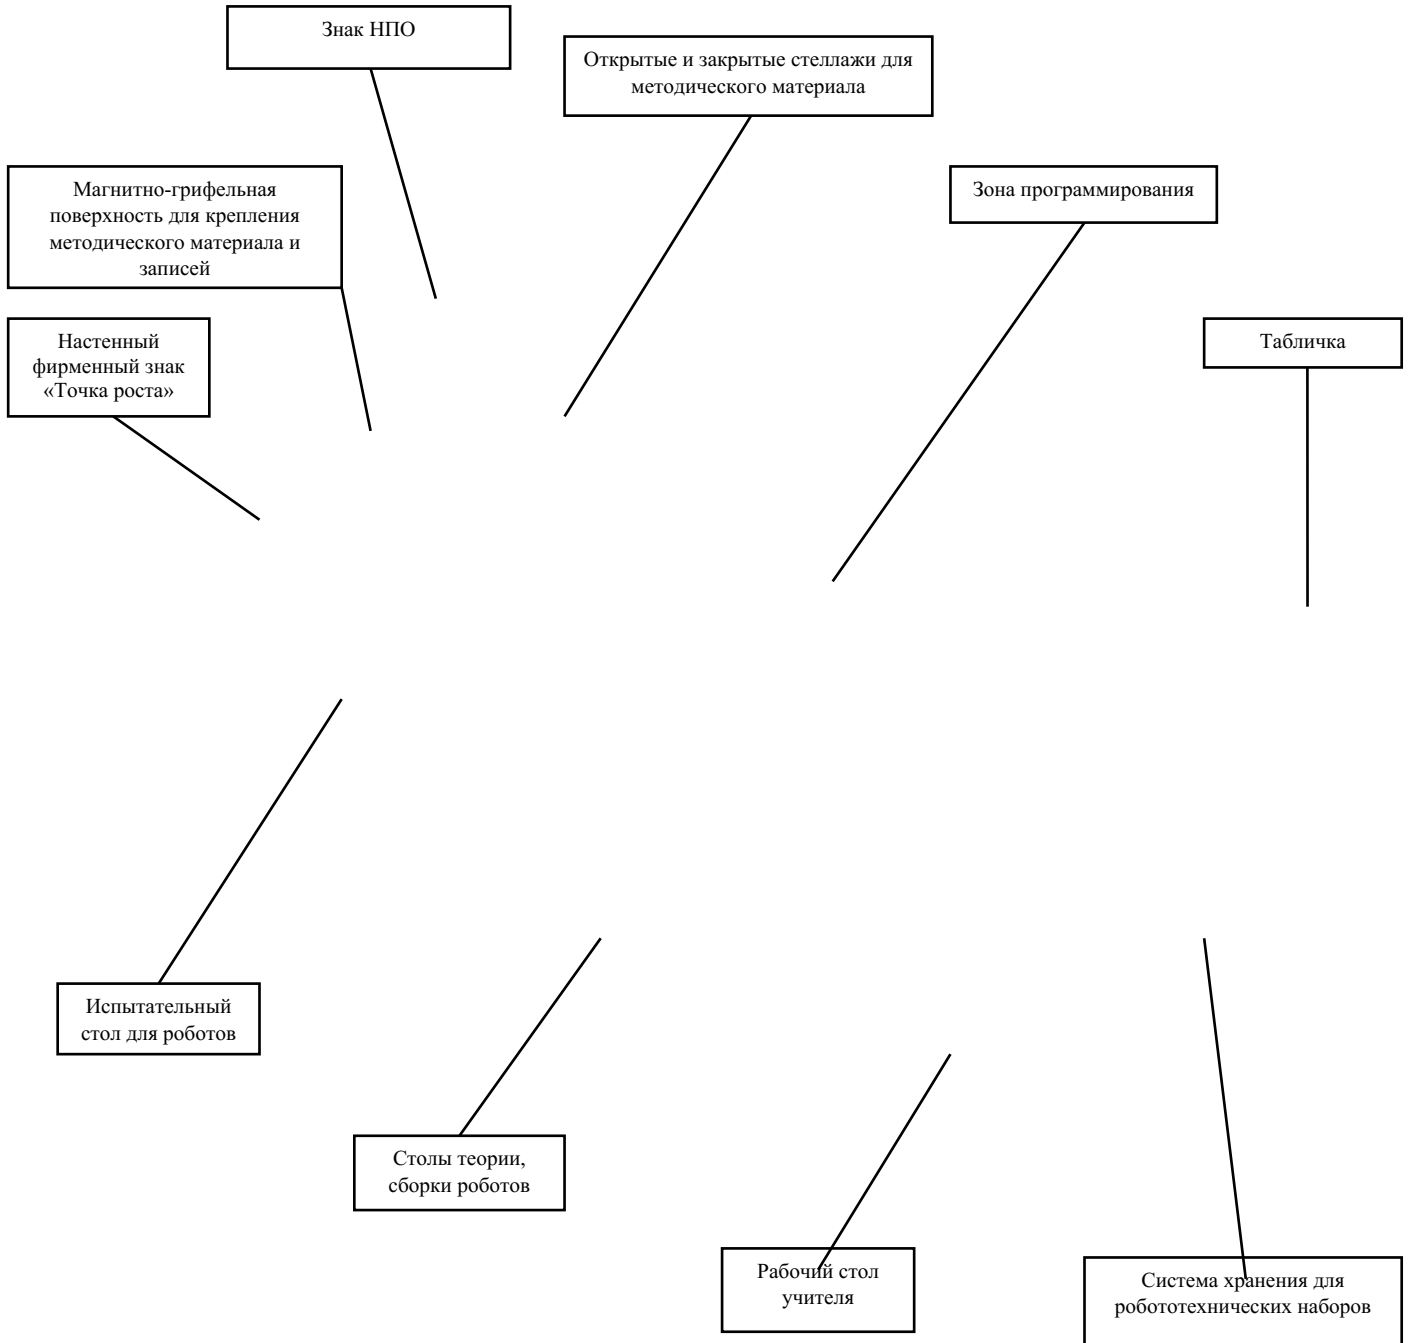 Знак НПО
Открытые и закрытые стеллажи для
методического материала
Магнитно-грифельная
поверхность для крепления
методического материала и
записей
Зона программирования
Настенный
фирменный знак
«Точка роста»
Табличка
Испытательный
стол для роботов
Столы теории,
сборки роботов
Рабочий стол
учителя
Система хранения для
робототехнических наборов